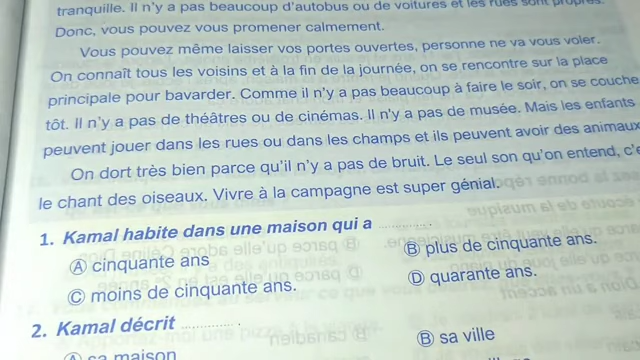 tranquille. Il n'y a pas beaucoup d'autobus ou de voitures et les rues sont propres.
Donc, vous pouvez vous promener calmement.
Vous pouvez même laisser vos portes ouvertes, personne ne va vous voler.
On connaît tous les voisins et à la fin de la journée, on se rencontre sur la place
principale pour bavarder. Comme il n'y a pas beaucoup à faire le soir, on se couche
tôt. Il n'y a pas de théâtres ou de cinémas. Il n'y a pas de musée. Mais les enfants
peuvent jouer dans les rues ou dans les champs et ils peuvent avoir des animaux
On dort très bien parce qu'il n'y a pas de bruit. Le seul son qu'on entend, c'e
le chant des oiseaux. Vivre à la campagne est super génial.
1. Kamal habite dans une maison qui a ............. .
A cinquante ans
B plus de cinquante ans.
C moins de cinquante ans.
D quarante ans.
2. Kamal décrit ............. .
A sa maison
B sa ville